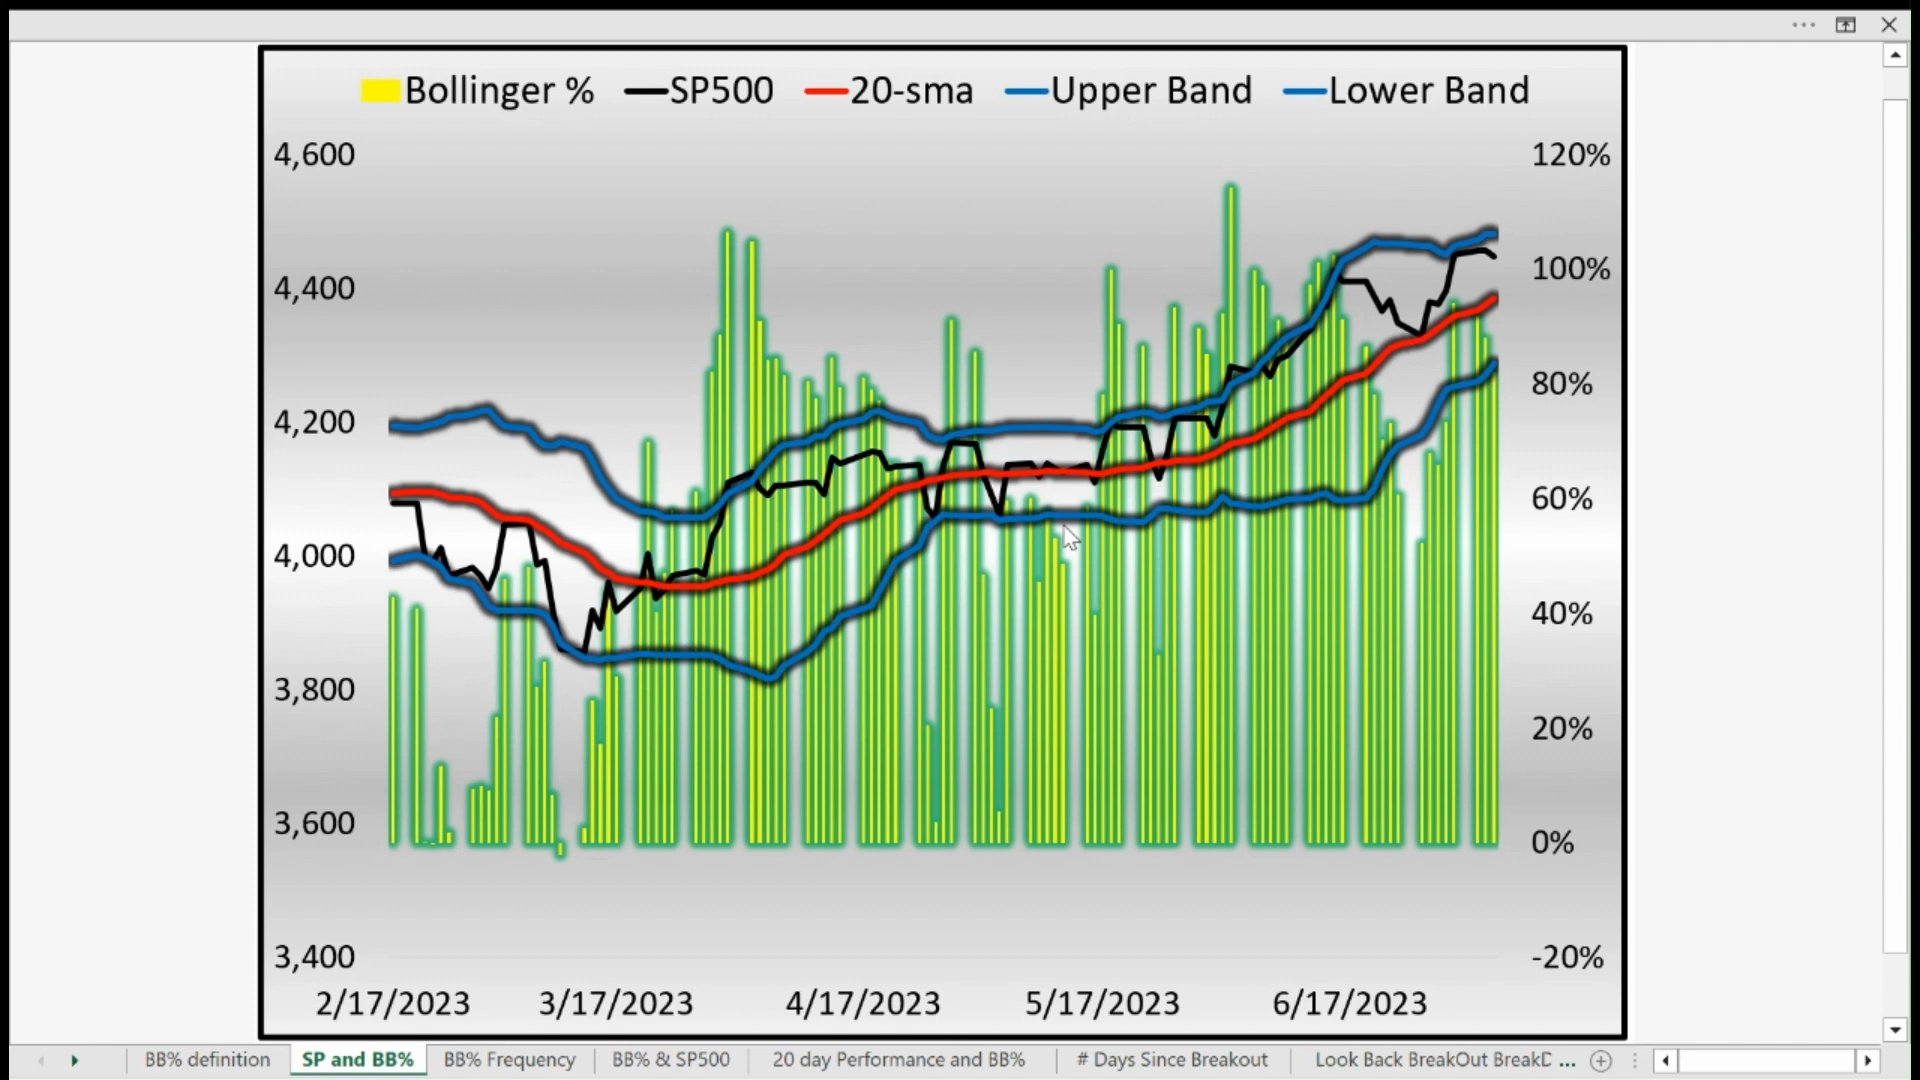 Bollinger % SP500 20-sma Upper Band Lower Band
4,600 120%
4,400 100%
4,200 80%
4,000 60%
3,800 40%
3,600 20%
3,400 0%
-20%
2/17/2023 3/17/2023 4/17/2023 5/17/2023 6/17/2023
BB% definition SP and BB% BB% Frequency BB% & SP500 20 day Performance and BB% # Days Since Breakout Look Back BreakOut BreakD ...